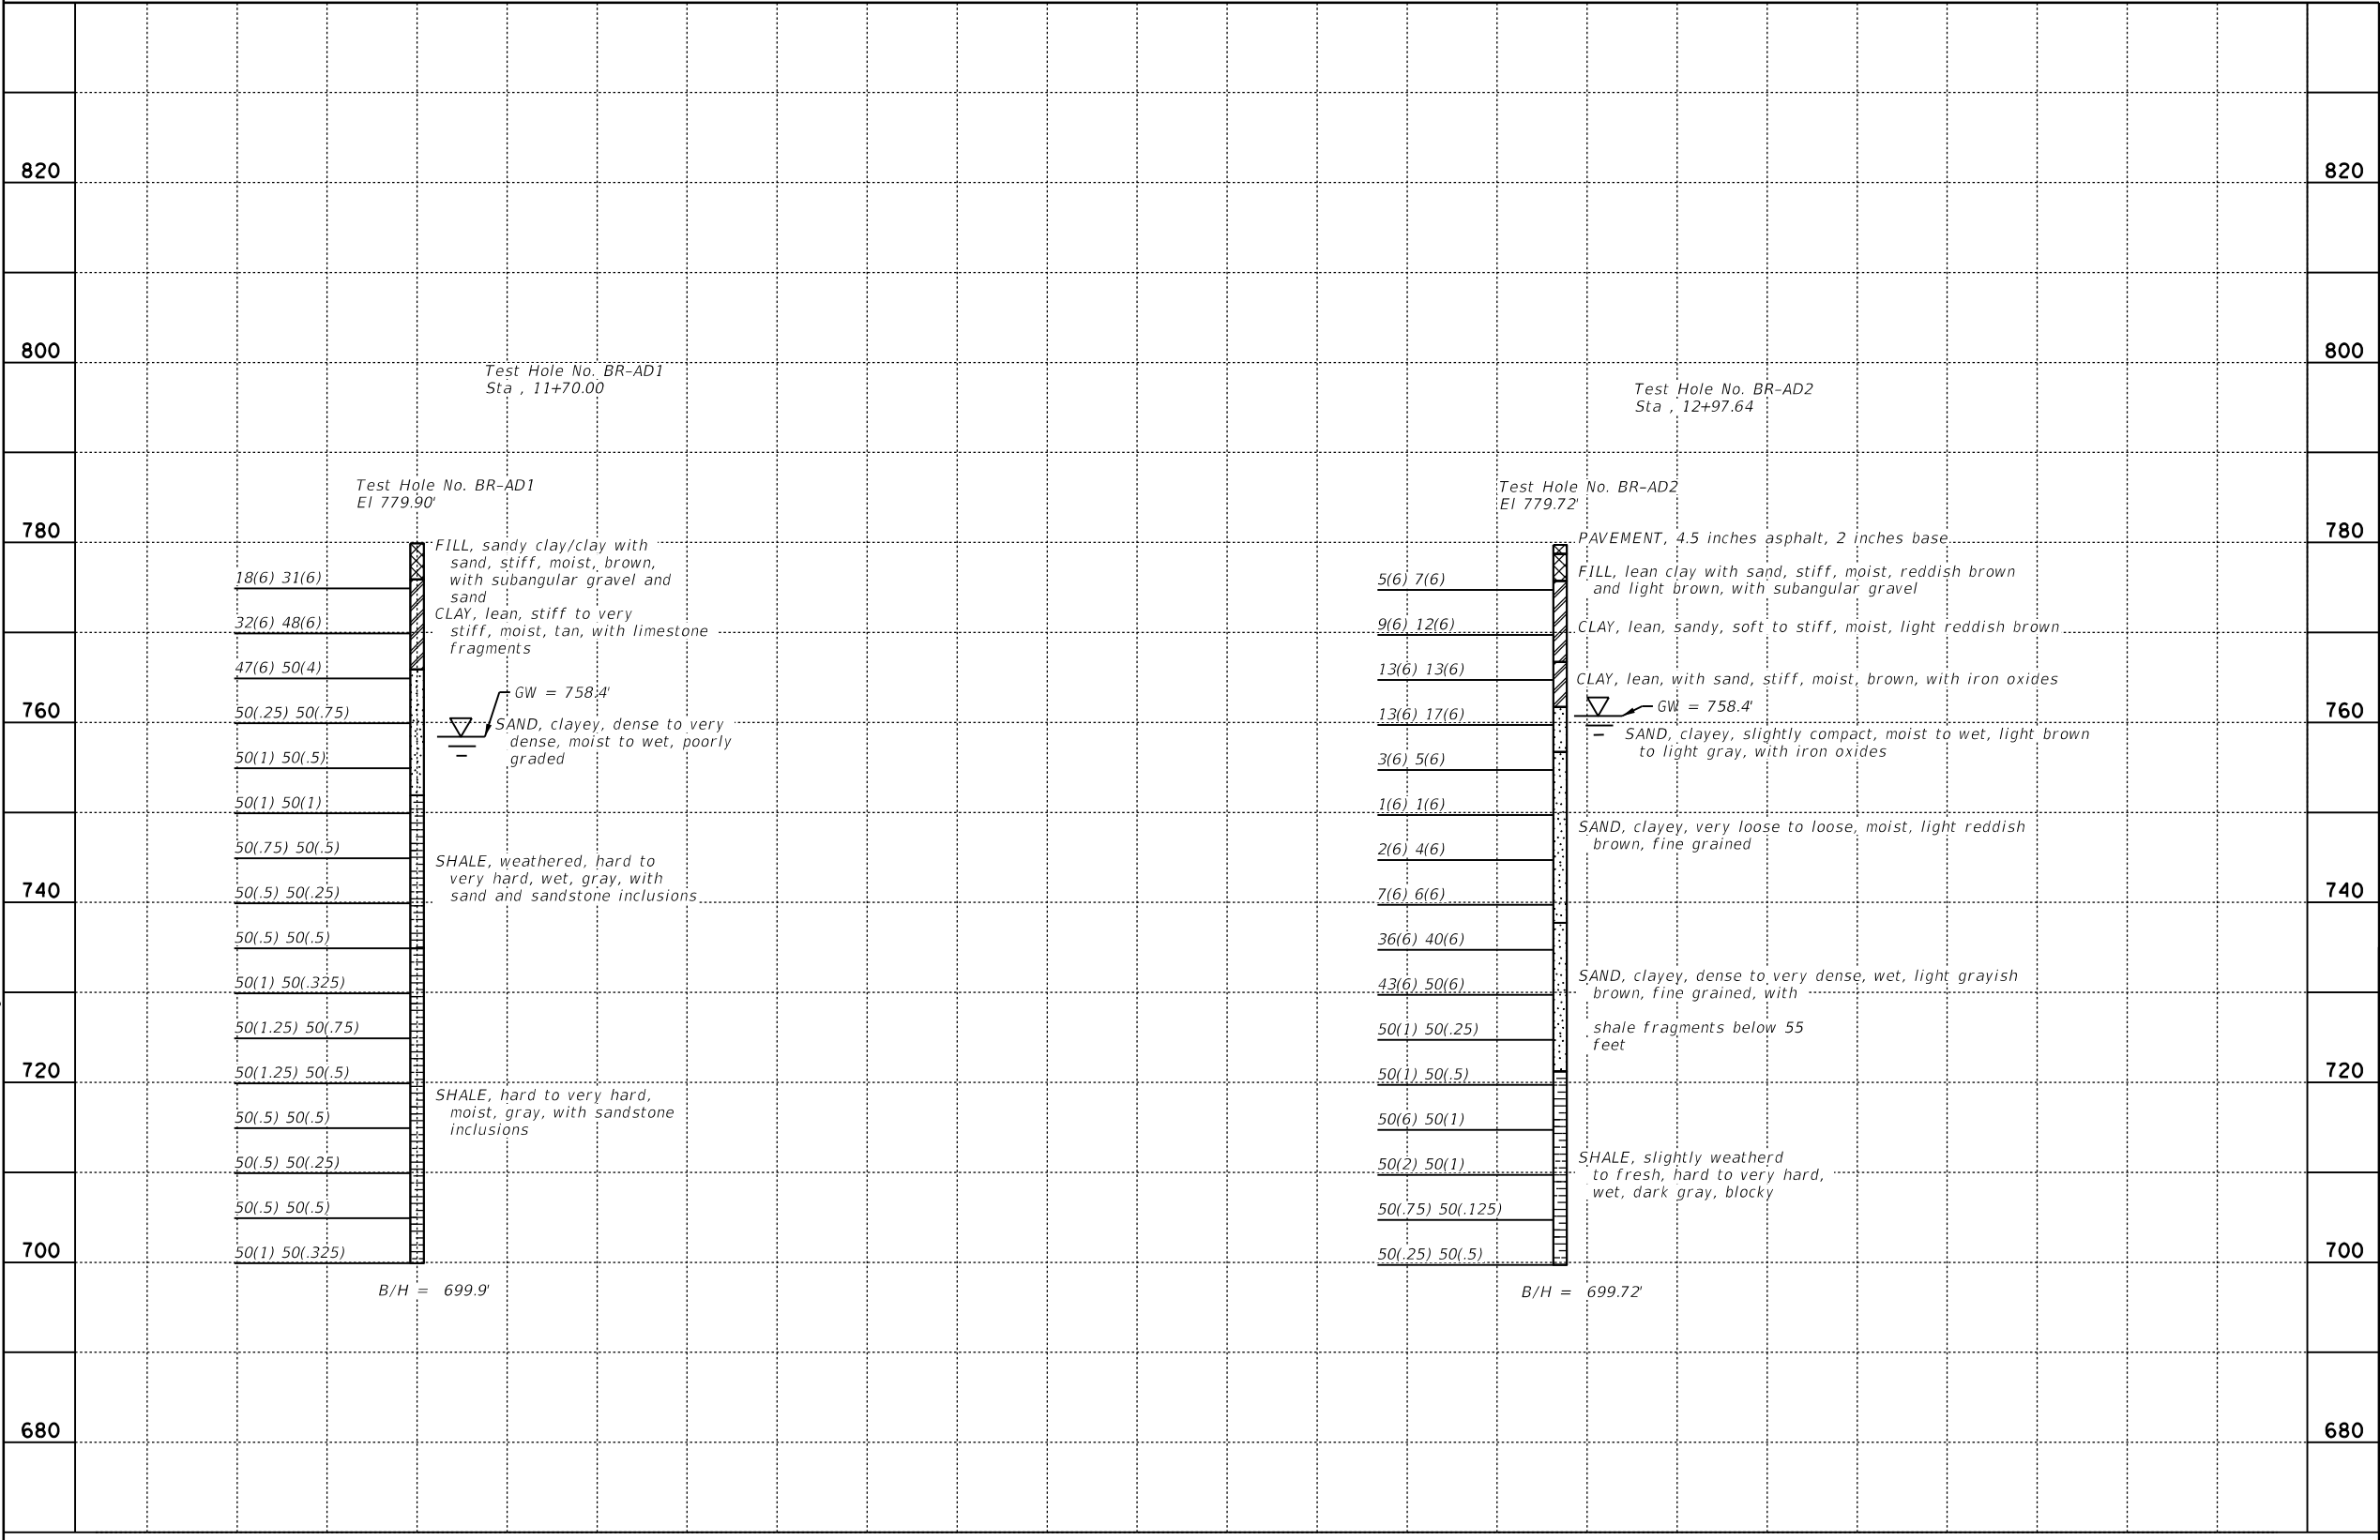 820
820
800
800
Test Hole No. BR-AD1
Sta , 11+70.00
Test Hole No. BR-AD2
Sta , 12+97.64
Test Hole No. BR-AD1
El 779.90'
Test Hole No. BR-AD2
El 779.72'
780
780
FILL, sandy clay/clay with
sand, stiff, moist, brown,
with subangular gravel and
sand
CLAY, lean, stiff to very
stiff, moist, tan, with limestone
fragments
GW = 758.4'
SAND, clayey, dense to very
dense, moist to wet, poorly
graded
SHALE, weathered, hard to
very hard, wet, gray, with
sand and sandstone inclusions
SHALE, hard to very hard,
moist, gray, with sandstone
inclusions
18(6) 31(6)
32(6) 48(6)
47(6) 50(4)
50(.25) 50(.75)
50(1) 50(.5)
50(1) 50(1)
50(.75) 50(.5)
50(.5) 50(.25)
50(.5) 50(.5)
50(1) 50(.325)
50(1.25) 50(.75)
50(1.25) 50(.5)
50(.5) 50(.5)
50(.5) 50(.25)
50(.5) 50(.5)
50(1) 50(.325)
B/H = 699.9'
PAVEMENT, 4.5 inches asphalt, 2 inches base
FILL, lean clay with sand, stiff, moist, reddish brown
and light brown, with subangular gravel
CLAY, lean, sandy, soft to stiff, moist, light reddish brown
CLAY, lean, with sand, stiff, moist, brown, with iron oxides
GW = 758.4'
SAND, clayey, slightly compact, moist to wet, light brown
to light gray, with iron oxides
SAND, clayey, very loose to loose, moist, light reddish
brown, fine grained
SAND, clayey, dense to very dense, wet, light grayish
brown, fine grained, with
shale fragments below 55
feet
SHALE, slightly weatherd
to fresh, hard to very hard,
wet, dark gray, blocky
5(6) 7(6)
9(6) 12(6)
13(6) 13(6)
13(6) 17(6)
3(6) 5(6)
1(6) 1(6)
2(6) 4(6)
7(6) 6(6)
36(6) 40(6)
43(6) 50(6)
50(1) 50(.25)
50(1) 50(.5)
50(6) 50(1)
50(2) 50(1)
50(.75) 50(.125)
50(.25) 50(.5)
B/H = 699.72'
760
760
740
740
720
720
700
700
680
680